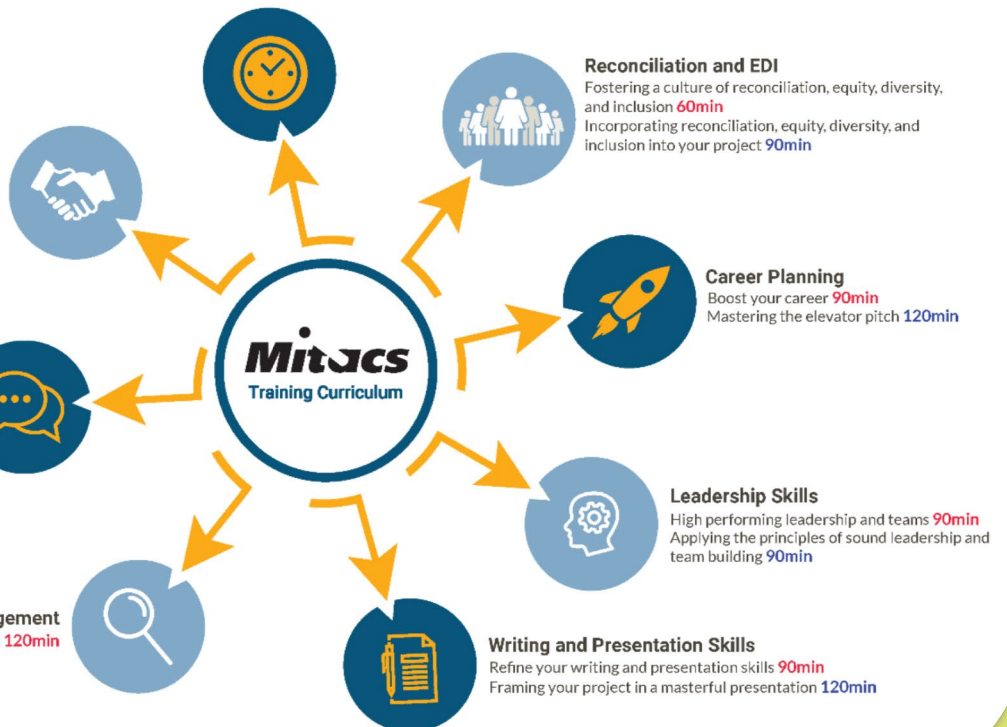 Reconciliation and EDI
Fostering a culture of reconciliation, equity, diversity,
and inclusion 60min
Incorporating reconciliation, equity, diversity, and
inclusion into your project 90min
Career Planning
Boost your career 90min
Mastering the elevator pitch 120min
Mitacs
Training Curriculum
Leadership Skills
High performing leadership and teams 90min
Applying the principles of sound leadership and
team building 90min
gement
120min
Writing and Presentation Skills
Refine your writing and presentation skills 90min
Framing your project in a masterful presentation 120min